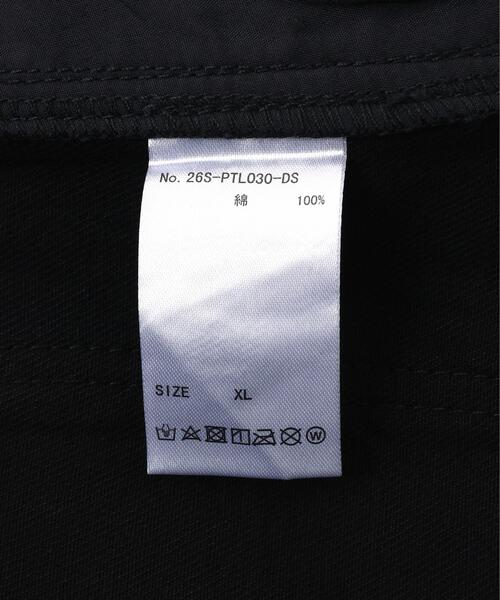 No. 26S-PTL030-DS
綿 100%
SIZE XL
W